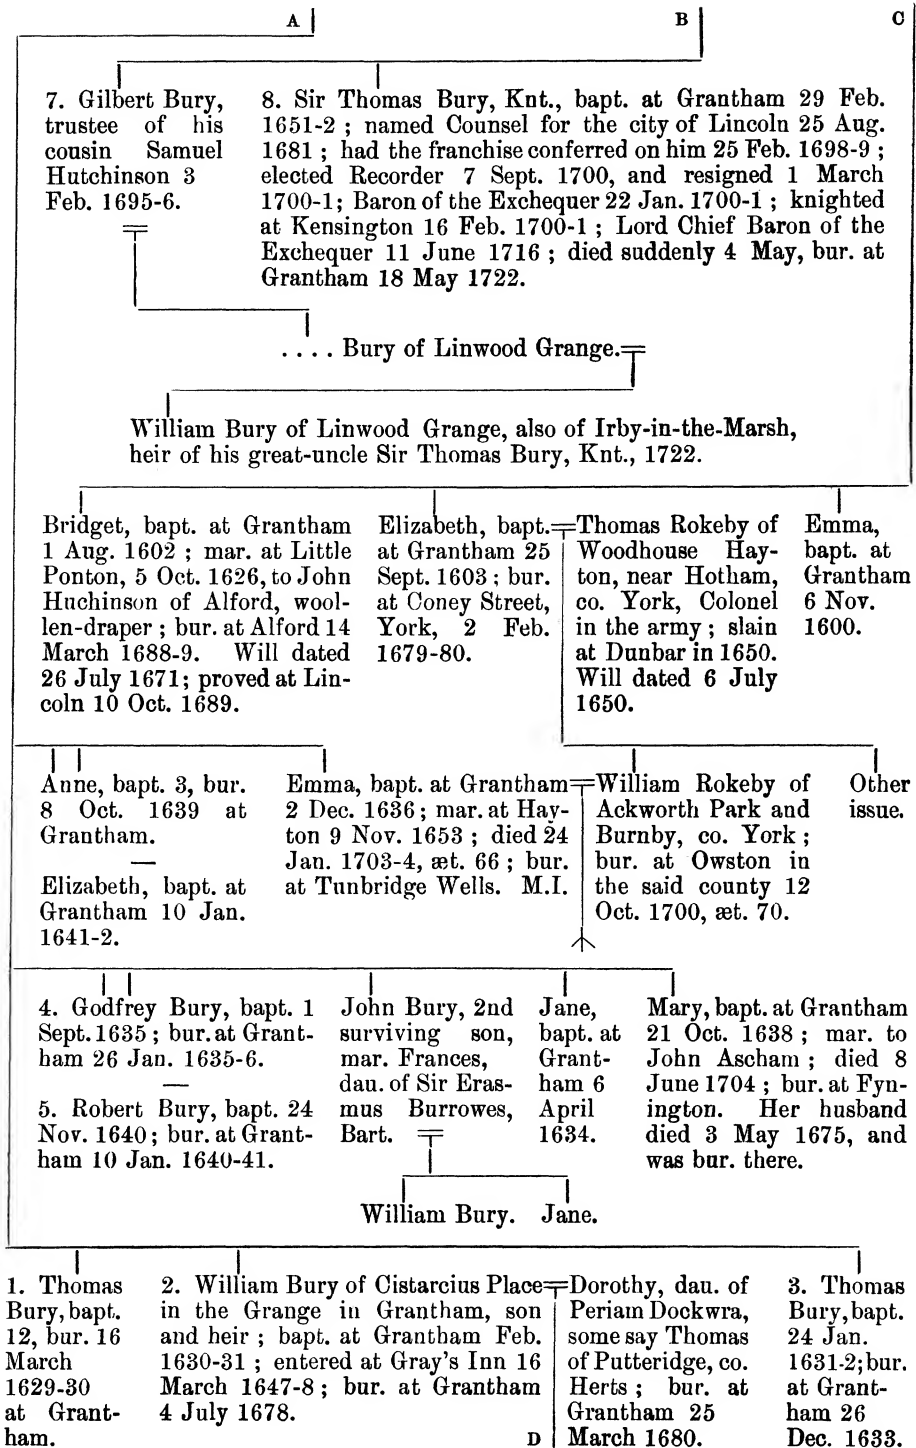 A B C
7. Gilbert Bury,
trustee of his
cousin Samuel
Hutchinson 3
Feb. 1695-6.
8. Sir Thomas Bury, Knt., bapt. at Grantham 29 Feb.
1651-2 ; named Counsel for the city of Lincoln 25 Aug.
1681 ; had the franchise conferred on him 25 Feb. 1698-9 ;
elected Recorder 7 Sept. 1700, and resigned 1 March
1700-1; Baron of the Exchequer 22 Jan. 1700-1 ; knighted
at Kensington 16 Feb. 1700-1 ; Lord Chief Baron of the
Exchequer 11 June 1716 ; died suddenly 4 May, bur. at
Grantham 18 May 1722.
. . . . Bury of Linwood Grange.
William Bury of Linwood Grange, also of Irby-in-the-Marsh,
heir of his great-uncle Sir Thomas Bury, Knt., 1722.
Bridget, bapt. at Grantham
1 Aug. 1602 ; mar. at Little
Ponton, 5 Oct. 1626, to John
Huchinson of Alford, wool-
len-draper ; bur. at Alford 14
March 1688-9. Will dated
26 July 1671; proved at Lin-
coln 10 Oct. 1689.
Elizabeth, bapt.
at Grantham 25
Sept. 1603 ; bur.
at Coney Street,
York, 2 Feb.
1679-80.
Thomas Rokeby of
Woodhouse Hay-
ton, near Hotham,
co. York, Colonel
in the army ; slain
at Dunbar in 1650.
Will dated 6 July
1650.
Emma,
bapt. at
Grantham
6 Nov.
1600.
Anne, bapt. 3, bur.
8 Oct. 1639 at
Grantham.
—
Elizabeth, bapt. at
Grantham 10 Jan.
1641-2.
Emma, bapt. at Grantham
2 Dec. 1636 ; mar. at Hay-
ton 9 Nov. 1653 ; died 24
Jan. 1703-4, æt. 66 ; bur.
at Tunbridge Wells. M.I.
William Rokeby of
Ackworth Park and
Burnby, co. York ;
bur. at Owston in
the said county 12
Oct. 1700, æt. 70.
Other
issue.
4. Godfrey Bury, bapt. 1
Sept. 1635 ; bur. at Grant-
ham 26 Jan. 1635-6.
—
5. Robert Bury, bapt. 24
Nov. 1640 ; bur. at Grant-
ham 10 Jan. 1640-41.
John Bury, 2nd
surviving son,
mar. Frances,
dau. of Sir Eras-
mus Burrowes,
Bart.
Jane,
bapt. at
Grant-
ham 6
April
1634.
Mary, bapt. at Grantham
21 Oct. 1638 ; mar. to
John Ascham ; died 8
June 1704 ; bur. at Fyn-
ington. Her husband
died 3 May 1675, and
was bur. there.
William Bury. Jane.
1. Thomas
Bury, bapt.
12, bur. 16
March
1629-30
at Grant-
ham.
2. William Bury of Cistarcius Place
in the Grange in Grantham, son
and heir ; bapt. at Grantham Feb.
1630-31 ; entered at Gray's Inn 16
March 1647-8 ; bur. at Grantham
4 July 1678.
D
Dorothy, dau. of
Periam Dockwra,
some say Thomas
of Putteridge, co.
Herts ; bur. at
Grantham 25
March 1680.
3. Thomas
Bury, bapt.
24 Jan.
1631-2; bur.
at Grant-
ham 26
Dec. 1633.